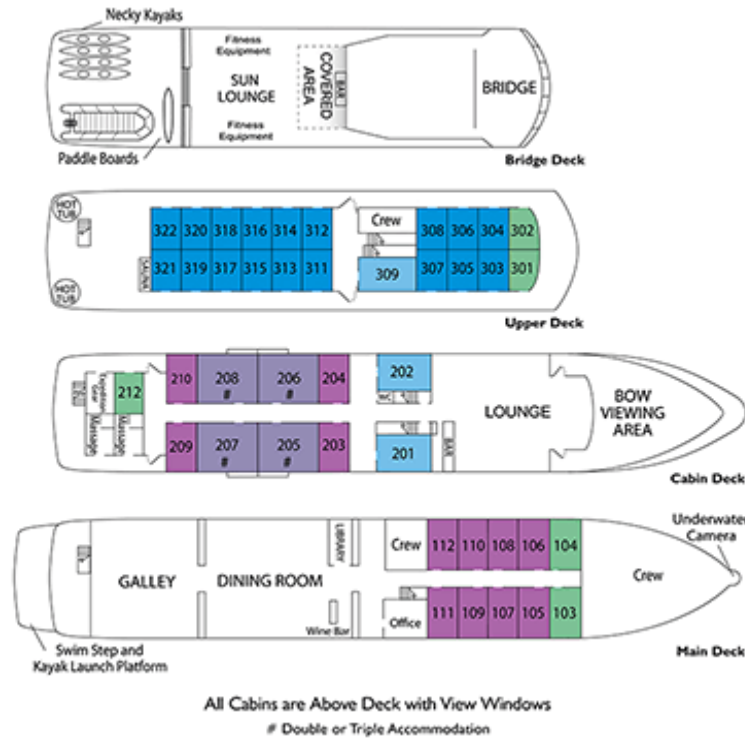 Necky Kayaks
Fitness
Equipment
SUN
LOUNGE
COVERED
AREA
BAR
BRIDGE
Fitness
Equipment
Paddle Boards
Bridge Deck
HOT
TUB
322 320 318 316 314 312
Crew
308 306 304 302
SAUNA
321 319 317 315 313 311
309
307 305 303 301
HOT
TUB
Upper Deck
210 208 # 206 # 204
202
Expedition
Gear
212
WC
LOUNGE
BOW
VIEWING
AREA
Massage
Massage
209 207 # 205 # 203
201
BAR
Cabin Deck
Underwater
Camera
LIBRARY
Crew
112 110 108 106 104
GALLEY
DINING ROOM
Crew
Wine Bar
Office
111 109 107 105 103
Swim Step and
Kayak Launch Platform
Main Deck
All Cabins are Above Deck with View Windows
# Double or Triple Accommodation